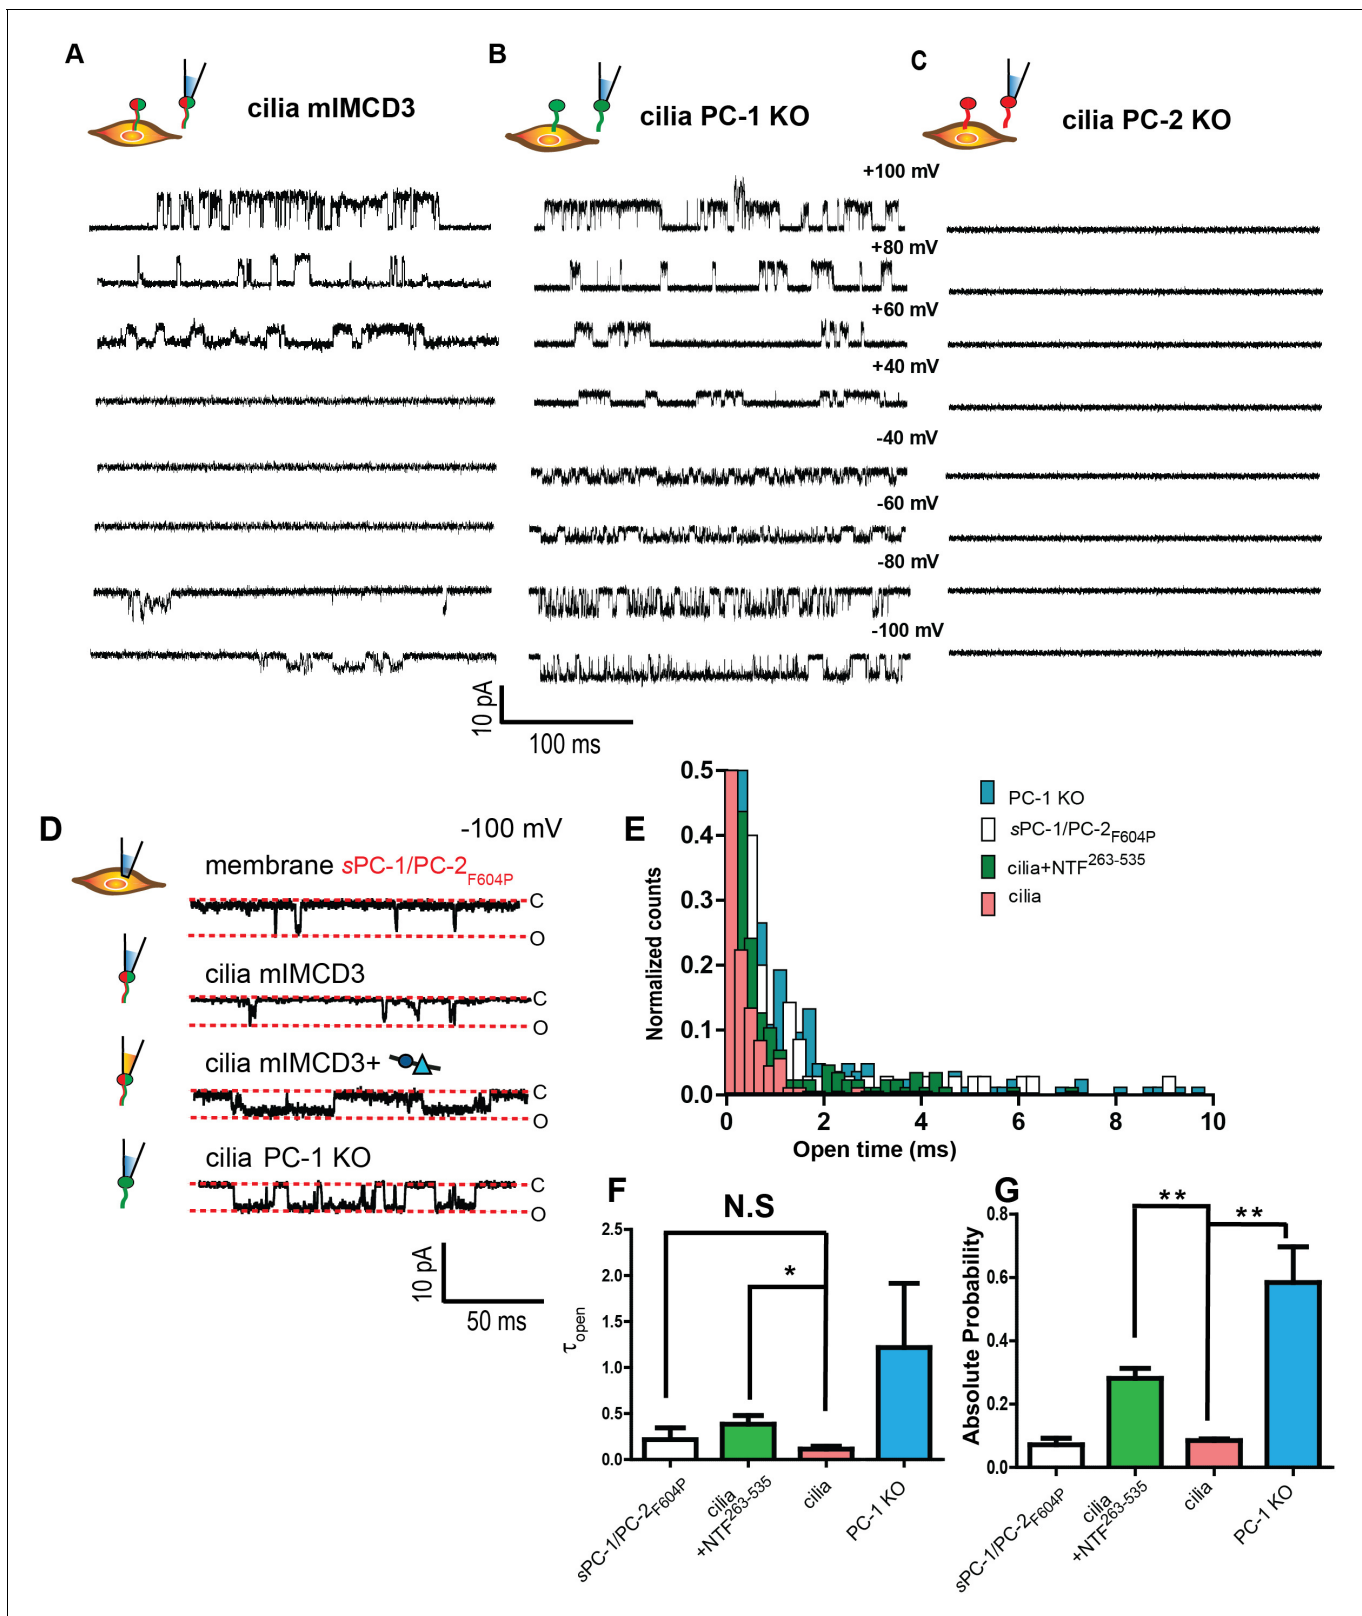 A
cilia mIMCD3
B
cilia PC-1 KO
C
cilia PC-2 KO
+100 mV
+80 mV
+60 mV
+40 mV
-40 mV
-60 mV
-80 mV
-100 mV
10 pA
100 ms
D
-100 mV
membrane sPC-1/PC-2F604P
C
O
cilia mIMCD3
C
O
cilia mIMCD3+
C
O
cilia PC-1 KO
C
O
10 pA
50 ms
E
Normalized counts
0.5
0.4
0.3
0.2
0.1
0.0
0 2 4 6 8 10
Open time (ms)
PC-1 KO
sPC-1/PC-2F604P
cilia+NTF263-535
cilia
F
N.S
*
τopen
2.5
2.0
1.5
1.0
0.5
0.0
sPC-1/PC-2F604P
cilia
+NTF263-535
cilia
PC-1 KO
G
**
**
Absolute Probability
0.8
0.6
0.4
0.2
0.0
sPC-1/PC-2F604P
cilia
+NTF263-535
cilia
PC-1 KO